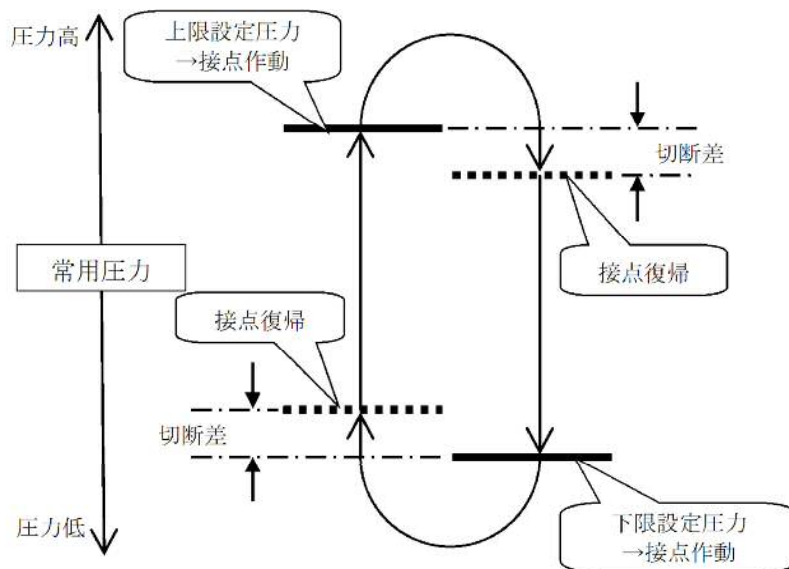 圧力高
上限設定圧力
→接点作動
切断差
常用圧力
接点復帰
接点復帰
切断差
圧力低
下限設定圧力
→接点作動